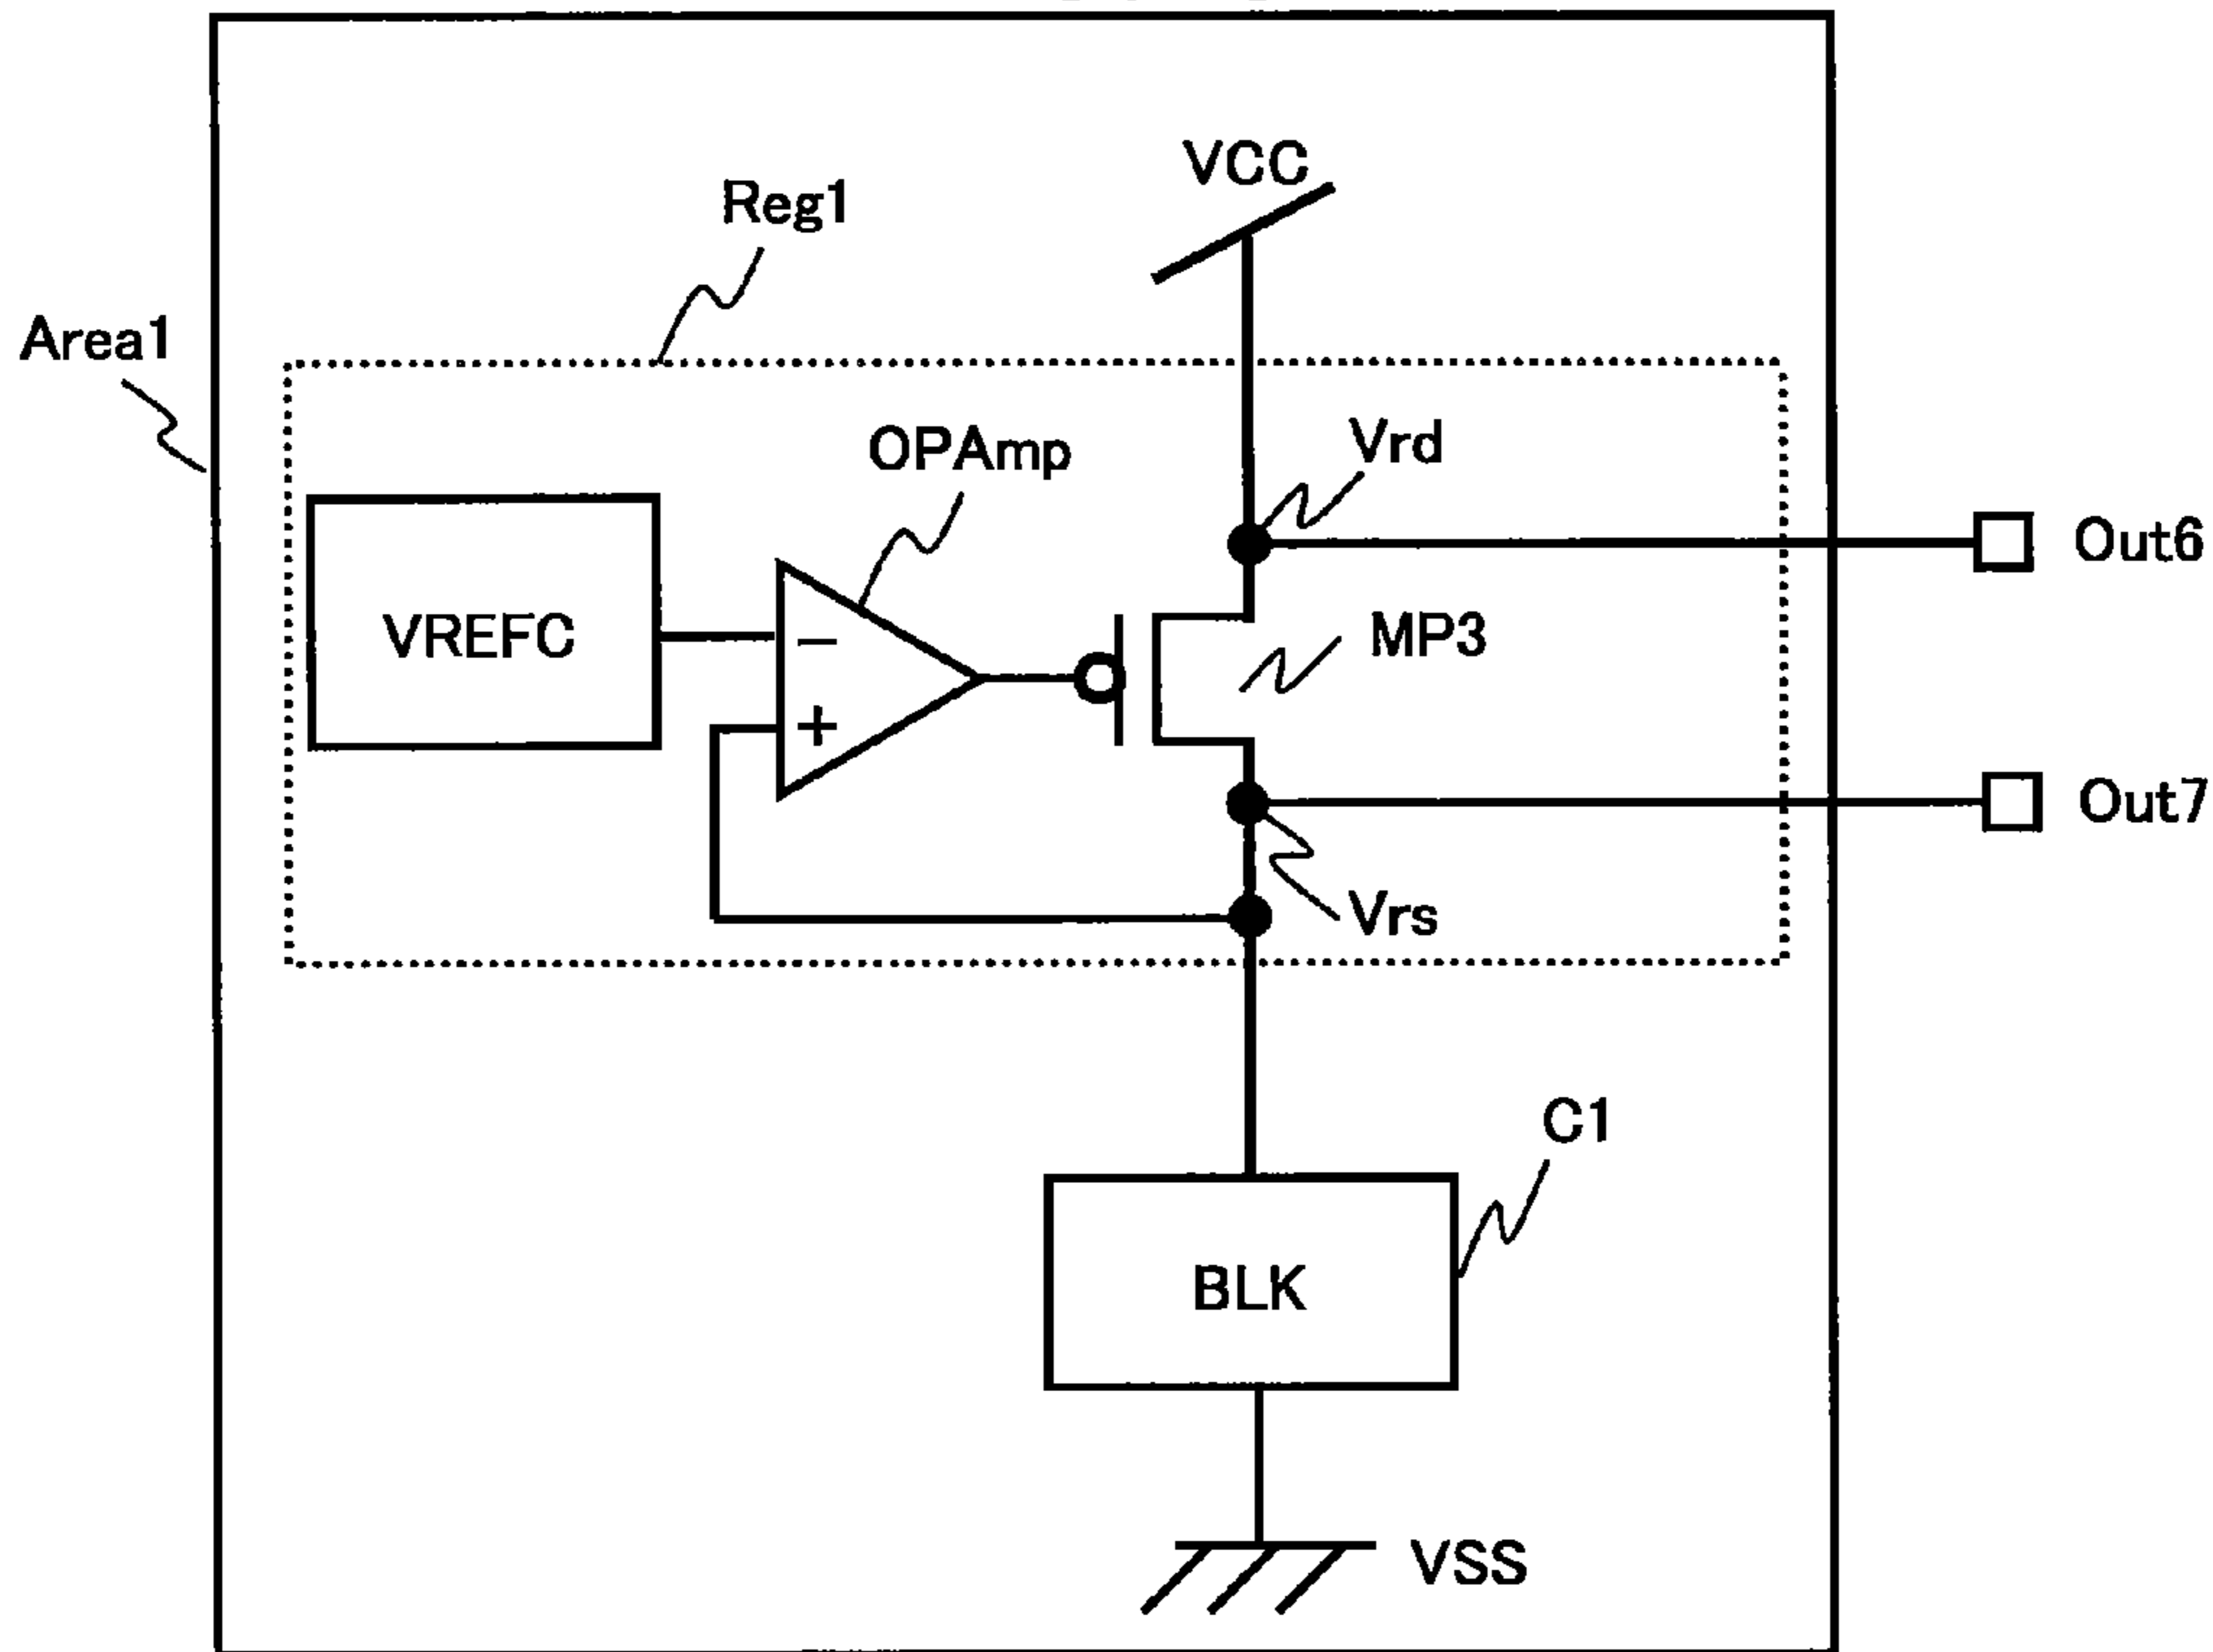 VCC
Reg1
Area1
Vrd
OPAmp
Out6
VREFC
−
MP3
+
Out7
Vrs
C1
BLK
VSS